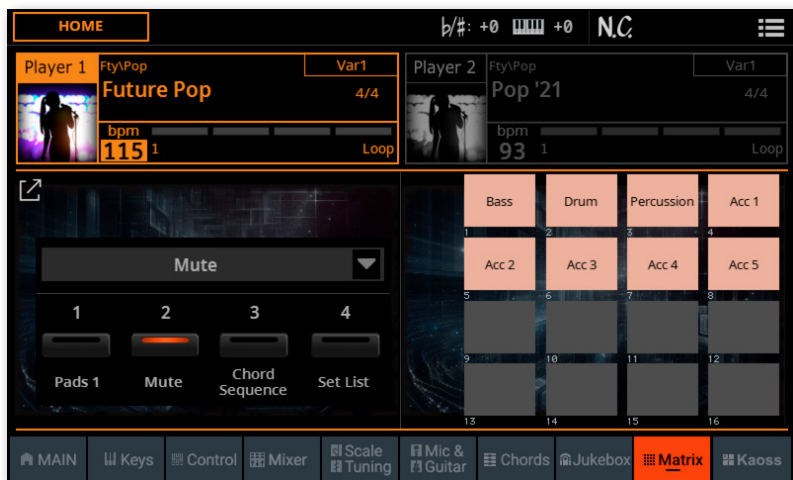 HOME
♭/#: +0 +0 N.C.
Player 1 Fty\Pop Var1
Future Pop 4/4
bpm
115 1 Loop
Player 2 Fty\Pop Var1
Pop '21 4/4
bpm
93 1 Loop
Mute
1 2 3 4
Pads 1 Mute Chord Sequence Set List
Bass Drum Percussion Acc 1
1 2 3 4
Acc 2 Acc 3 Acc 4 Acc 5
5 6 7 8
9 10 11 12
13 14 15 16
MAIN Keys Control Mixer Scale Tuning Mic & Guitar Chords Jukebox Matrix Kaoss